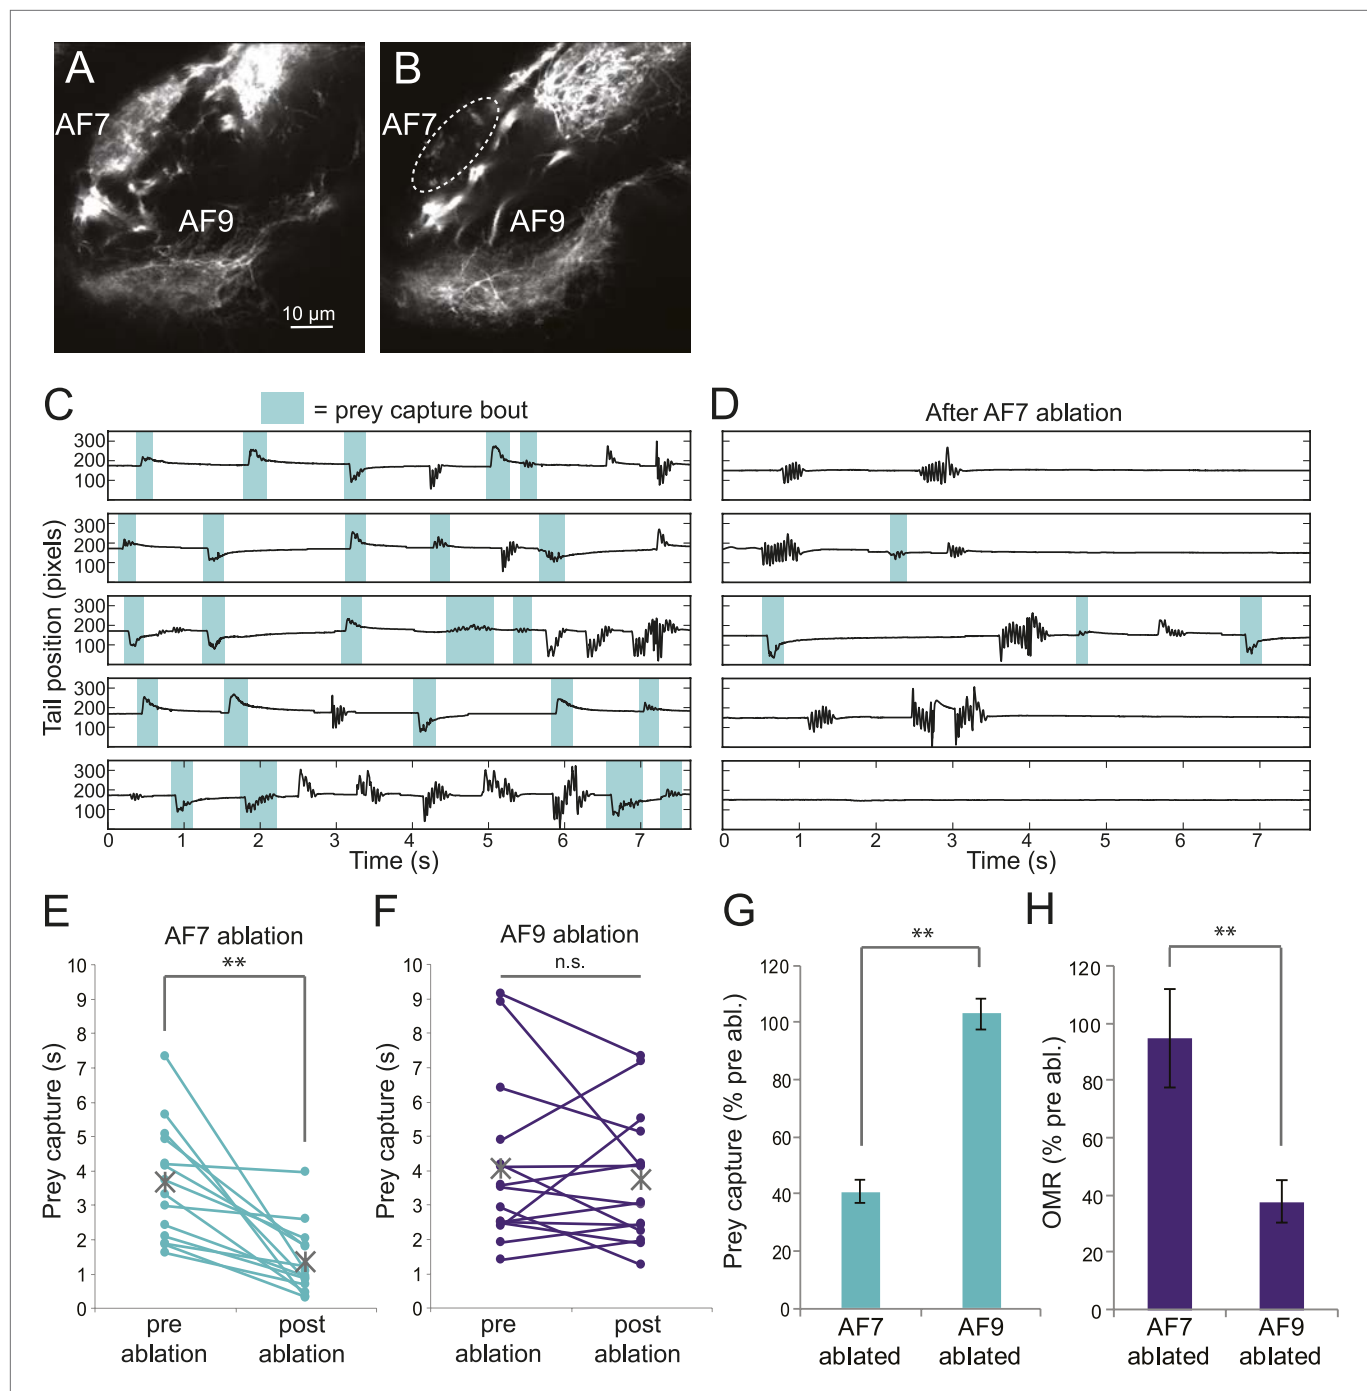 A
AF7
AF9
10 µm
B
AF7
AF9
C
= prey capture bout
D
After AF7 ablation
Tail position (pixels)
300
200
100
300
200
100
300
200
100
300
200
100
300
200
100
0 1 2 3 4 5 6 7
Time (s)
0 1 2 3 4 5 6 7
Time (s)
E
AF7 ablation
**
Prey capture (s)
10
9
8
7
6
5
4
3
2
1
0
pre
ablation
post
ablation
F
AF9 ablation
n.s.
Prey capture (s)
10
9
8
7
6
5
4
3
2
1
0
pre
ablation
post
ablation
G
**
Prey capture (% pre abl.)
120
100
80
60
40
20
0
AF7
ablated
AF9
ablated
H
**
OMR (% pre abl.)
120
100
80
60
40
20
0
AF7
ablated
AF9
ablated